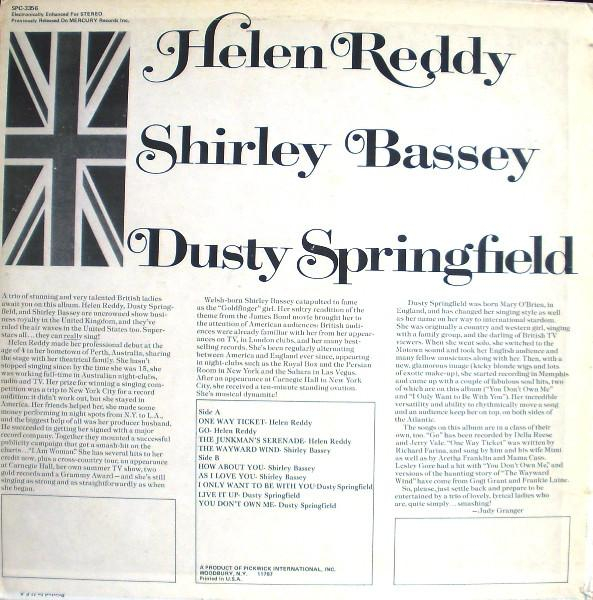 SPC-3356
Electronically Enhanced For STEREO
Previously Released On MERCURY Records Inc.
Helen Reddy
Shirley Bassey
Dusty Springfield
A trio of stunning and very talented British ladies
await you on this album. Helen Reddy, Dusty Spring-
field, and Shirley Bassey are uncrowned show busi-
ness royalty in the United Kingdom, and they've
ruled the air waves in the United States too. Super-
stars all... they can really sing!
Helen Reddy made her professional debut at the
age of 4 in her hometown of Perth, Australia, sharing
the stage with her theatrical family. She hasn't
stopped singing since; by the time she was 18, she
was working full-time in Australian night-clubs,
radio and TV. Her prize for winning a singing com-
petition was a trip to New York City for a record
audition; it didn't work out, but she stayed in
America. Her friends helped her, she made some
money performing in night spots from N.Y. to L.A.,
and the biggest help of all was her producer husband.
He succeeded in getting her signed with a major
record company. Together they mounted a successful
publicity campaign that got a smash-hit on the
charts... "I Am Woman" She has several hits to her
credit now, has a cross-country tour, an appearance
at Carnegie Hall, her own summer TV show, two
hit records and a Grammy Award — and she's still
singing as strong and as straightforwardly as when
she began.
Welsh-born Shirley Bassey catapulted to fame
as the "Goldfinger" girl. Her sultry rendition of the
theme from the James Bond movie brought her to
the attention of American audiences: British audi-
ences were already familiar with her from her appear-
ances on TV, in London clubs, and her many best-
selling records. She's been regularly alternating
between America and England ever since, appearing
in night-clubs such as the Royal Box and the Persian
Room in New York and the Sahara in Las Vegas.
After an appearance at Carnegie Hall in New York
City, she received a ten-minute standing ovation.
She's musical dynamite!
Side A
ONE WAY TICKET- Helen Reddy
GO- Helen Reddy
THE JUNKMAN'S SERENADE- Helen Reddy
THE WAYWARD WIND- Shirley Bassey
Side B
HOW ABOUT YOU- Shirley Bassey
AS I LOVE YOU- Shirley Bassey
I ONLY WANT TO BE WITH YOU-Dusty Springfield
LIVE IT UP- Dusty Springfield
YOU DON'T OWN ME- Dusty Springfield
A PRODUCT OF PICKWICK INTERNATIONAL, INC.
WOODBURY, N.Y. 11797
Printed in U.S.A.
Dusty Springfield was born Mary O'Brien, in
England, and has changed her singing style as well
as her name on her way to international stardom.
She was originally a country and western girl, singing
with a family group, and the darling of British TV
viewers. When she went solo, she switched to the
Motown sound and took her English audience and
many fellow musicians along with her. Then, with a
new, glamorous image (kicky blonde wigs and lots
of exotic make-up), she started recording in Memphis
and came up with a couple of fabulous soul hits, two
of which are on this album ("You Don't Own Me"
and "I Only Want to Be With You"). Her incredible
versatility and ability to rhythmically move a song
and an audience keep her on top, on both sides of
the Atlantic.
The songs on this album are in a class of their
own, too. "Go" has been recorded by Della Reese
and Jerry Vale. "One Way Ticket" was written by
Richard Farina, and sung by him and his wife Mimi
as well as by Aretha Franklin and Mama Cass.
Lesley Gore had a hit with "You Don't Own Me," and
versions of the haunting story of "The Wayward
Wind" have come from Gogi Grant and Frankie Laine.
So, please, just settle back and prepare to be
entertained by a trio of lovely, lyrical ladies who
are, quite simply... smashing!
—Judy Granger